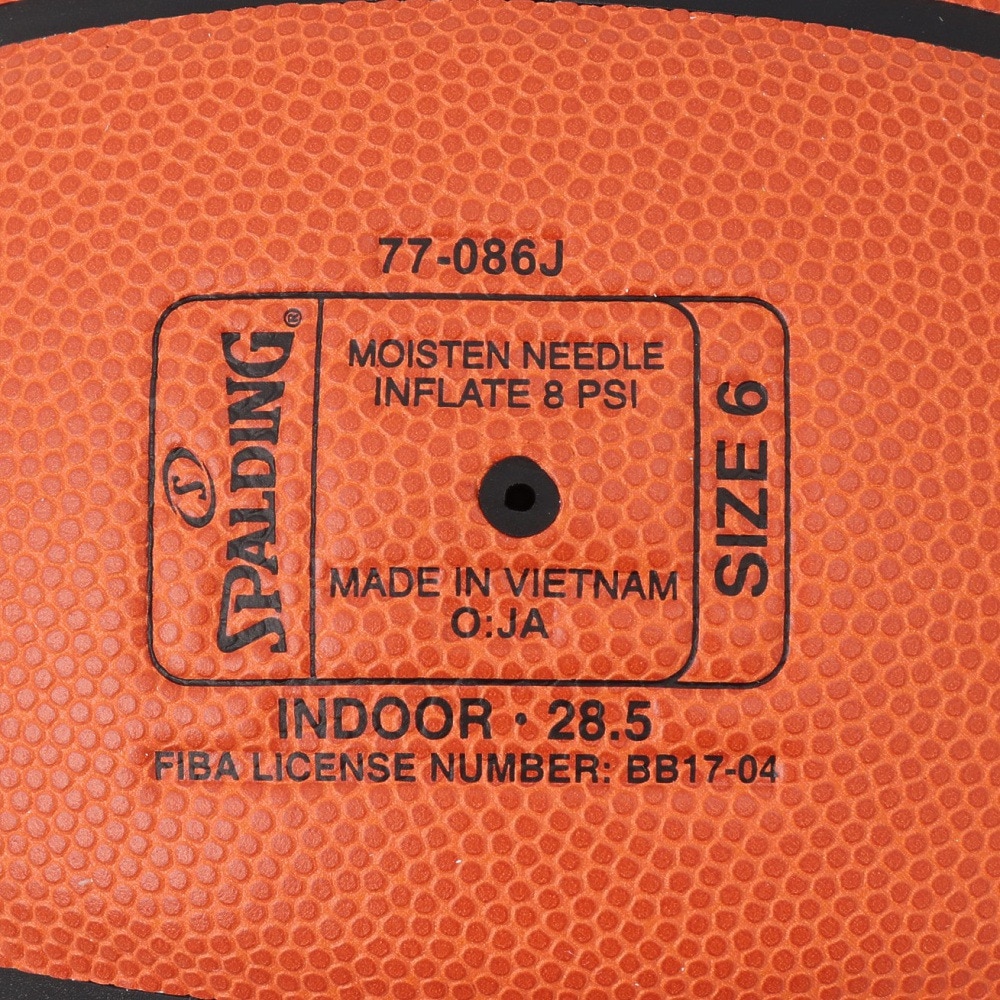 77-086J
SPALDING®
MOISTEN NEEDLE
INFLATE 8 PSI
MADE IN VIETNAM
O:JA
SIZE 6
INDOOR • 28.5
FIBA LICENSE NUMBER: BB17-04
S